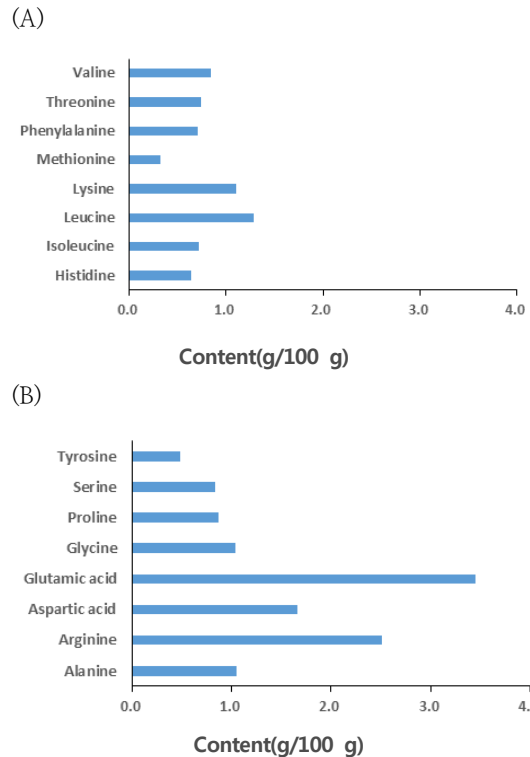 (A)
Valine
Threonine
Phenylalanine
Methionine
Lysine
Leucine
Isoleucine
Histidine
0.0 1.0 2.0 3.0 4.0
Content(g/100 g)
(B)
Tyrosine
Serine
Proline
Glycine
Glutamic acid
Aspartic acid
Arginine
Alanine
0.0 1.0 2.0 3.0 4.
Content(g/100 g)